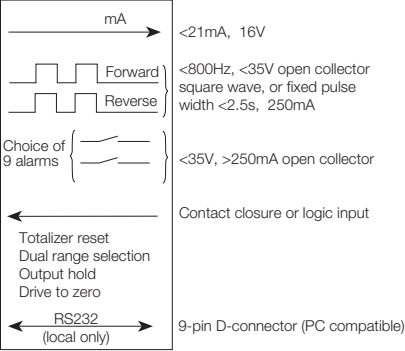 mA
<21mA, 16V
Forward
Reverse
<800Hz, <35V open collector
square wave, or fixed pulse
width <2.5s, 250mA
Choice of
9 alarms
<35V, >250mA open collector
Contact closure or logic input
Totalizer reset
Dual range selection
Output hold
Drive to zero
RS232
(local only)
9-pin D-connector (PC compatible)